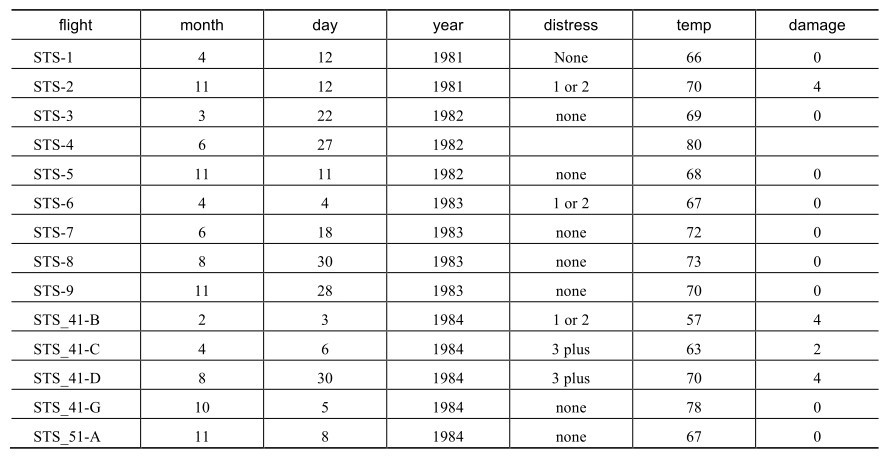 flight month day year distress temp damage
STS-1 4 12 1981 None 66 0
STS-2 11 12 1981 1 or 2 70 4
STS-3 3 22 1982 none 69 0
STS-4 6 27 1982 80
STS-5 11 11 1982 none 68 0
STS-6 4 4 1983 1 or 2 67 0
STS-7 6 18 1983 none 72 0
STS-8 8 30 1983 none 73 0
STS-9 11 28 1983 none 70 0
STS_41-B 2 3 1984 1 or 2 57 4
STS_41-C 4 6 1984 3 plus 63 2
STS_41-D 8 30 1984 3 plus 70 4
STS_41-G 10 5 1984 none 78 0
STS_51-A 11 8 1984 none 67 0